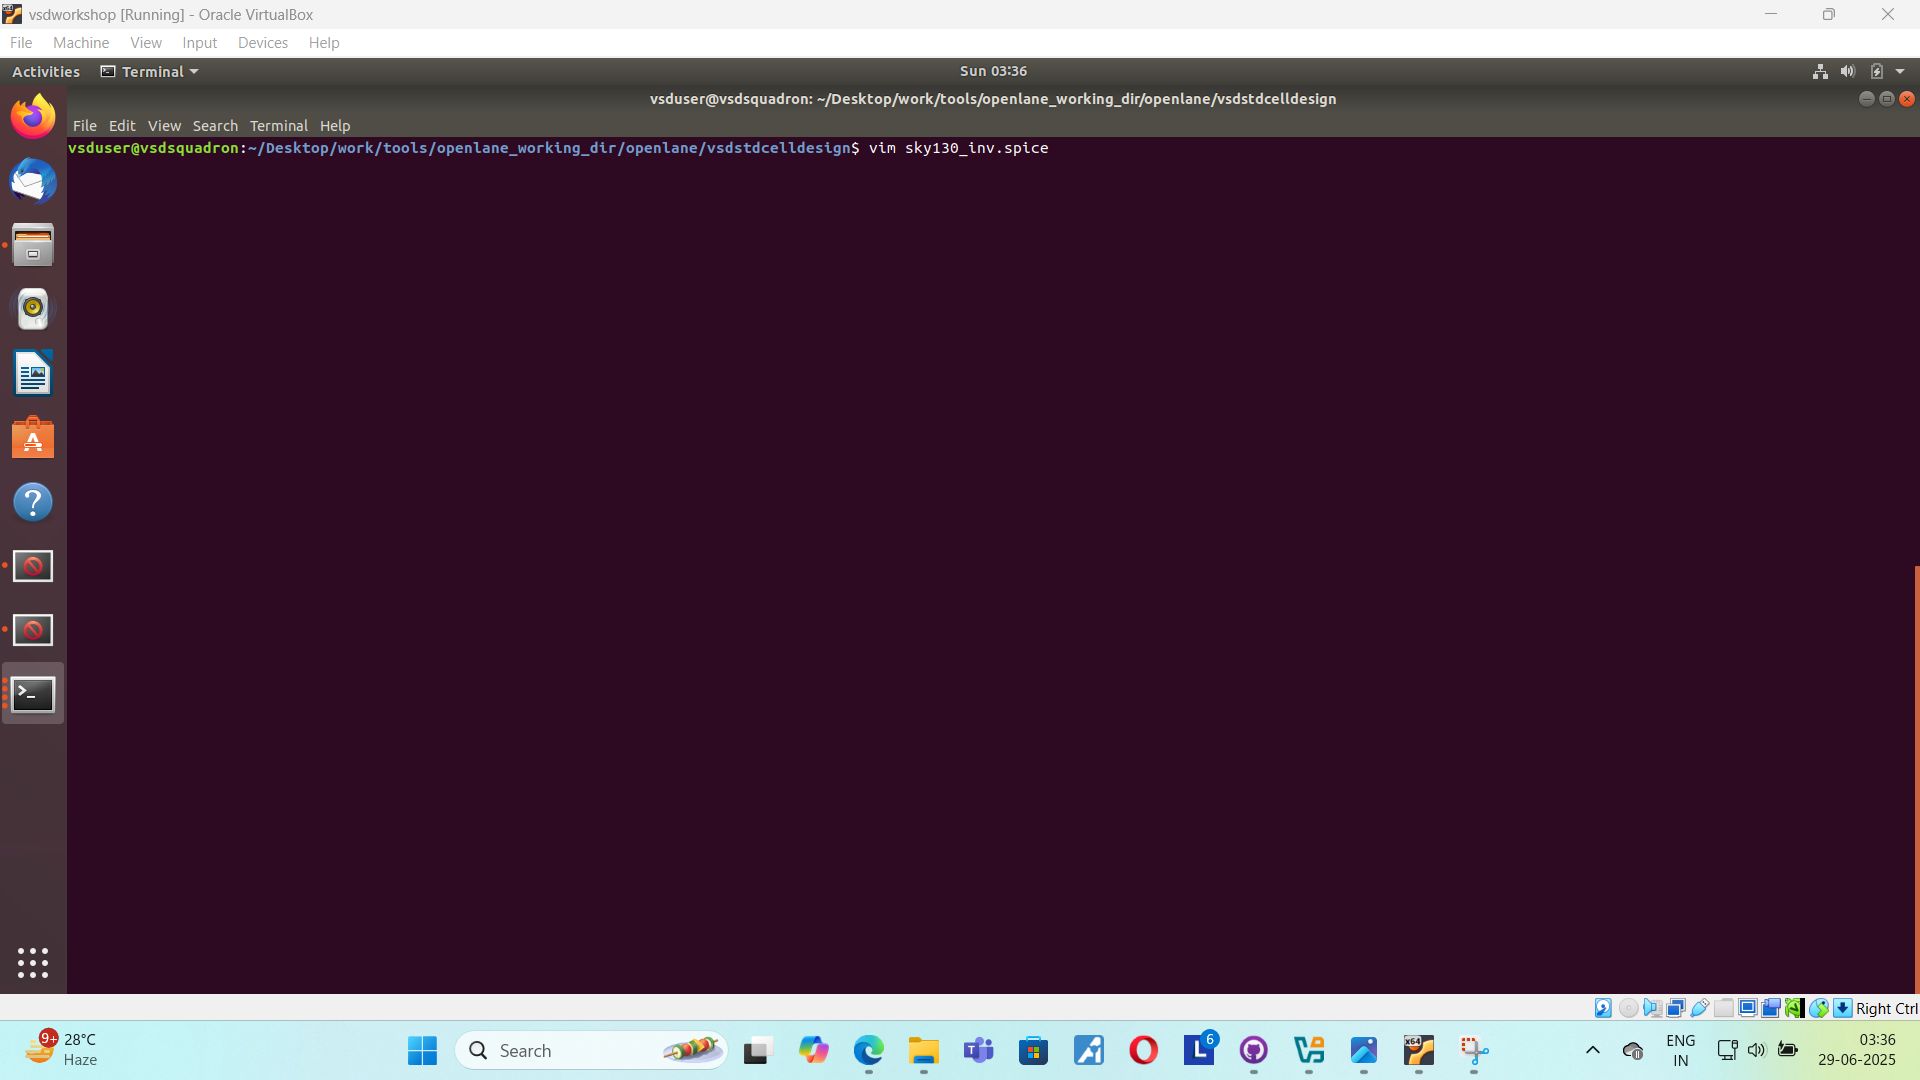 vsdworkshop [Running] - Oracle VirtualBox
File Machine View Input Devices Help
Activities Terminal Sun 03:36
vsduser@vsdsquadron: ~/Desktop/work/tools/openlane_working_dir/openlane/vsdstdcelldesign
File Edit View Search Terminal Help
vsduser@vsdsquadron:~/Desktop/work/tools/openlane_working_dir/openlane/vsdstdcelldesign$ vim sky130_inv.spice
Right Ctrl
9+ 28°C
Haze
Search
6
x64
ENG
IN
03:36
29-06-2025